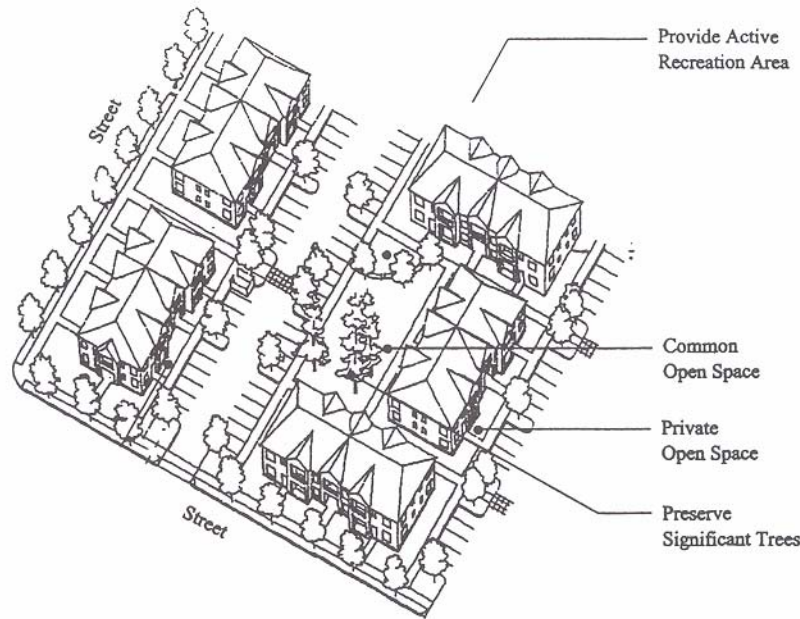 Provide Active
Recreation Area
Street
Common
Open Space
Private
Open Space
Street
Preserve
Significant Trees